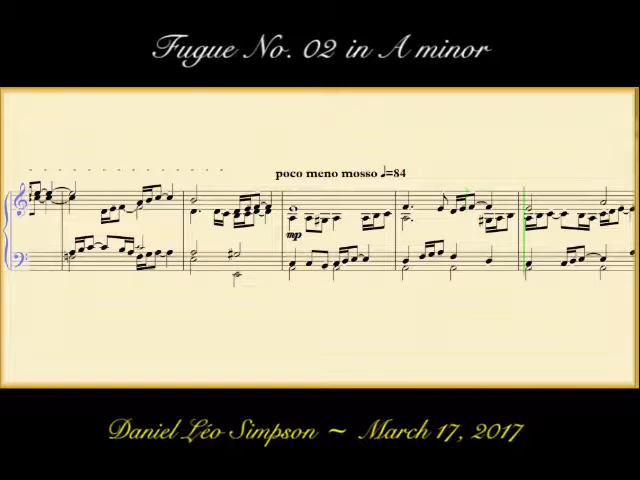 Fugue No. 02 in A minor
poco meno mosso ♩=84
mp
Daniel Léo Simpson ~ March 17, 2017